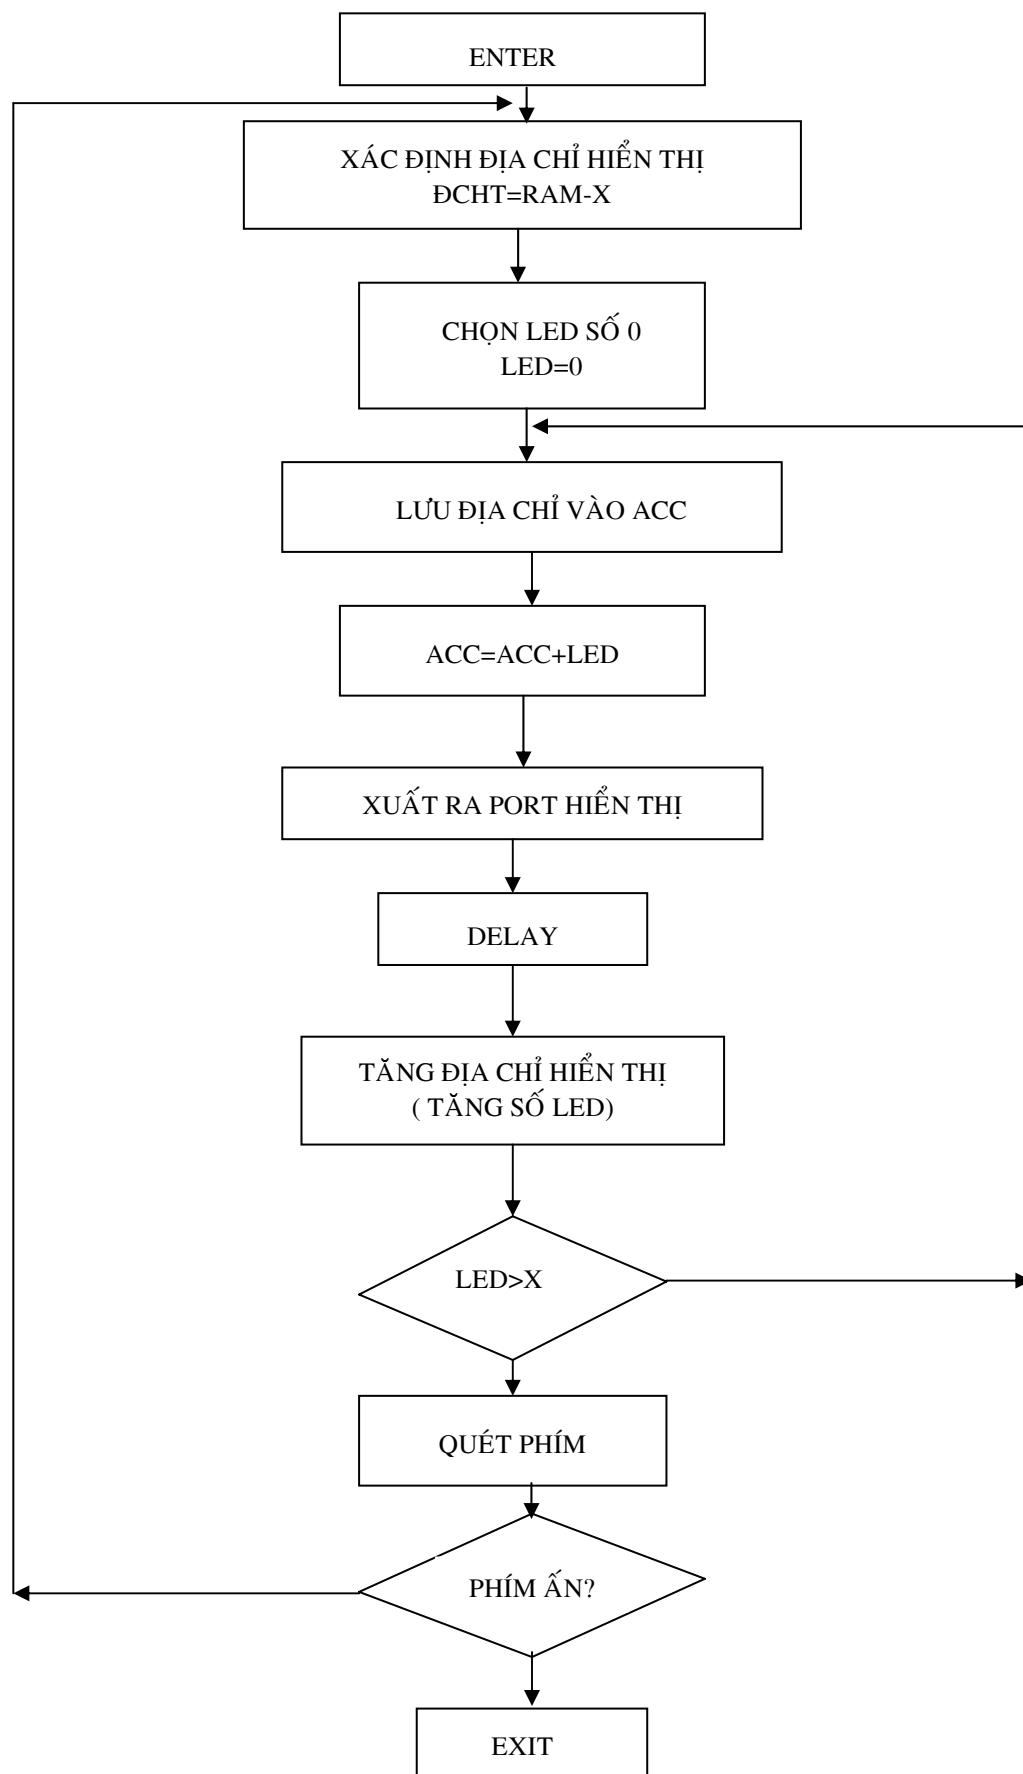 ENTER
XÁC ĐỊNH ĐỊA CHỈ HIỂN THỊ
ĐCHT=RAM-X
CHỌN LED SỐ 0
LED=0
LƯU ĐỊA CHỈ VÀO ACC
ACC=ACC+LED
XUẤT RA PORT HIỂN THỊ
DELAY
TĂNG ĐỊA CHỈ HIỂN THỊ
( TĂNG SỐ LED)
LED>X
QUÉT PHÍM
PHÍM ẤN?
EXIT